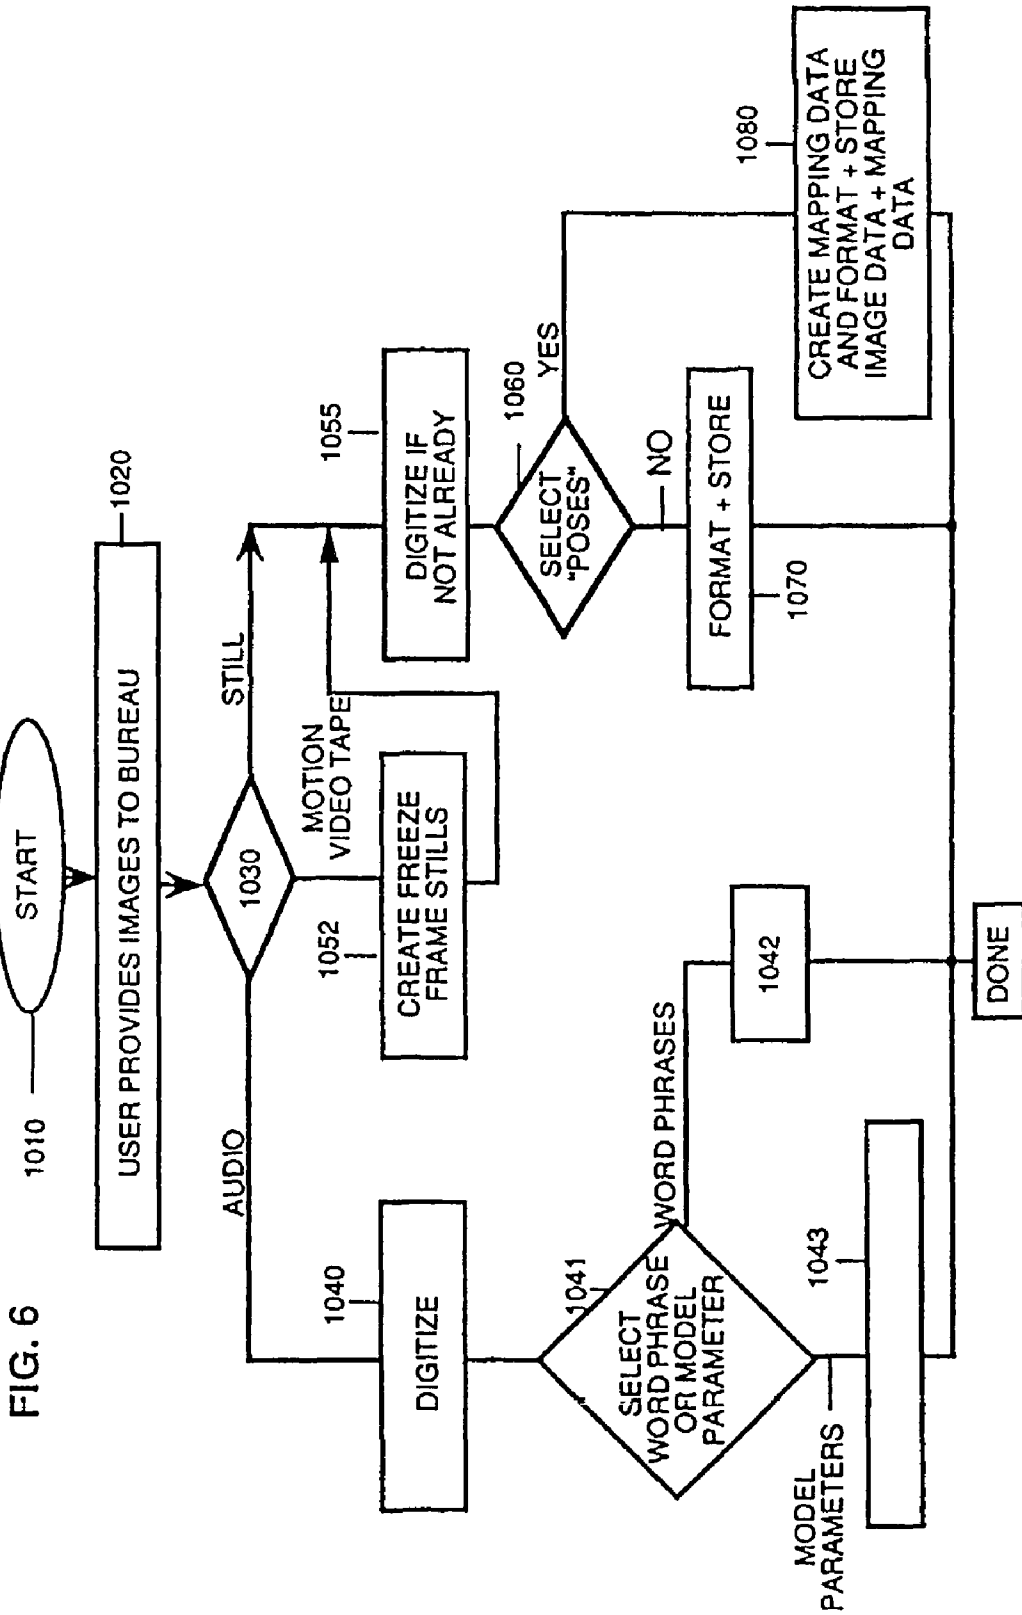 FIG. 6
START
1010
USER PROVIDES IMAGES TO BUREAU
1020
1030
AUDIO
STILL
MOTION
VIDEO TAPE
1040
DIGITIZE
1052
CREATE FREEZE
FRAME STILLS
1055
DIGITIZE IF
NOT ALREADY
1041
SELECT
WORD PHRASE
OR MODEL
PARAMETER
WORD PHRASES
1042
MODEL
PARAMETERS
1043
1060
SELECT
"POSES"
YES
NO
FORMAT + STORE
1070
1080
CREATE MAPPING DATA
AND FORMAT + STORE
IMAGE DATA + MAPPING
DATA
DONE